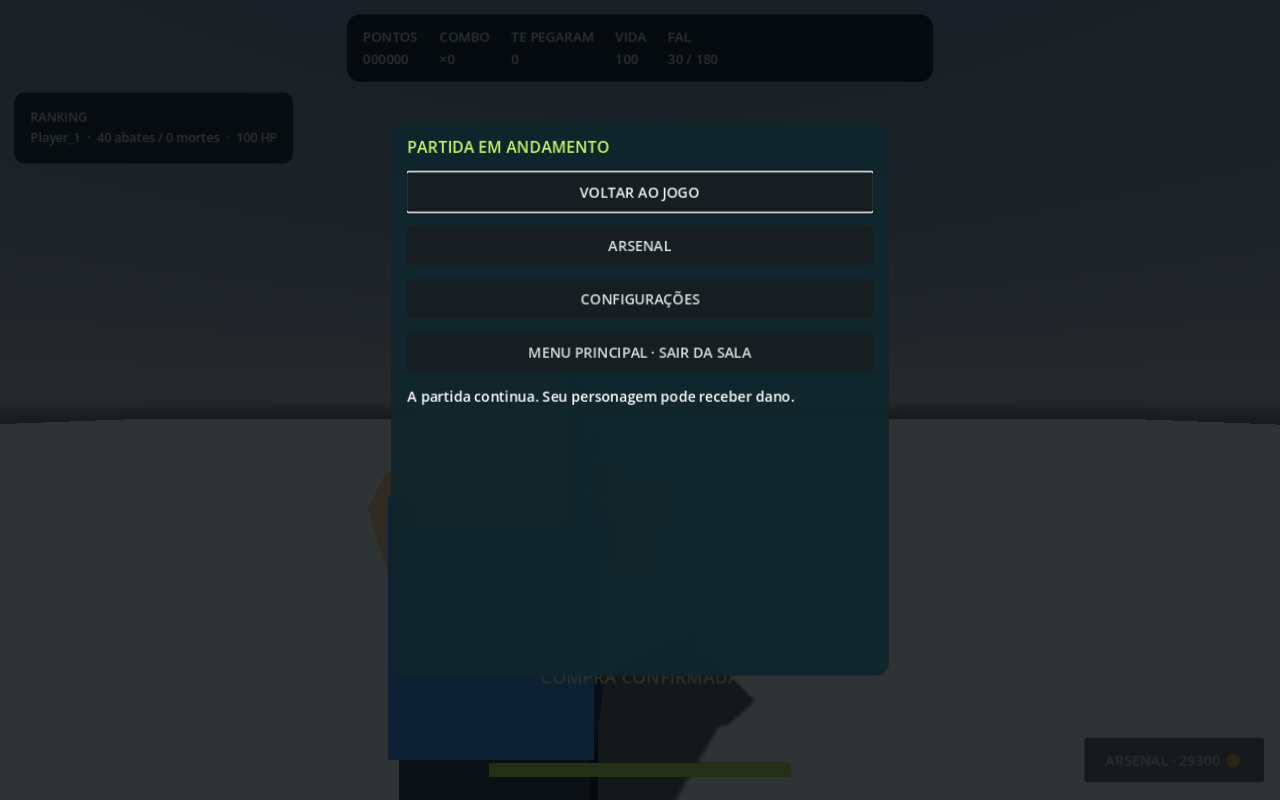 PONTOS COMBO TE PEGARAM VIDA FAL
000000 ×0 0 100 30 / 180
RANKING
Player_1 · 40 abates / 0 mortes · 100 HP
PARTIDA EM ANDAMENTO
VOLTAR AO JOGO
ARSENAL
CONFIGURAÇÕES
MENU PRINCIPAL · SAIR DA SALA
A partida continua. Seu personagem pode receber dano.
COMPRA CONFIRMADA
ARSENAL · 29300